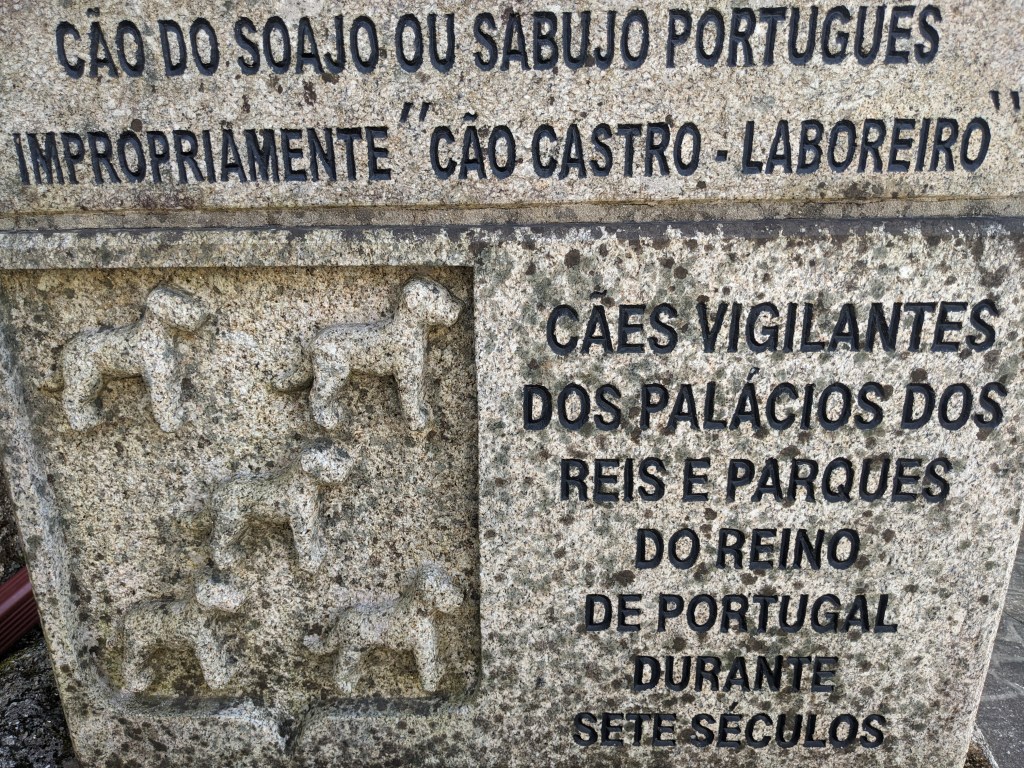 CÃO DO SOAJO OU SABUJO PORTUGUÊS
IMPROPRIAMENTE "CÃO CASTRO - LABOREIRO"
CÃES VIGILANTES
DOS PALÁCIOS DOS
REIS E PARQUES
DO REINO
DE PORTUGAL
DURANTE
SETE SÉCULOS